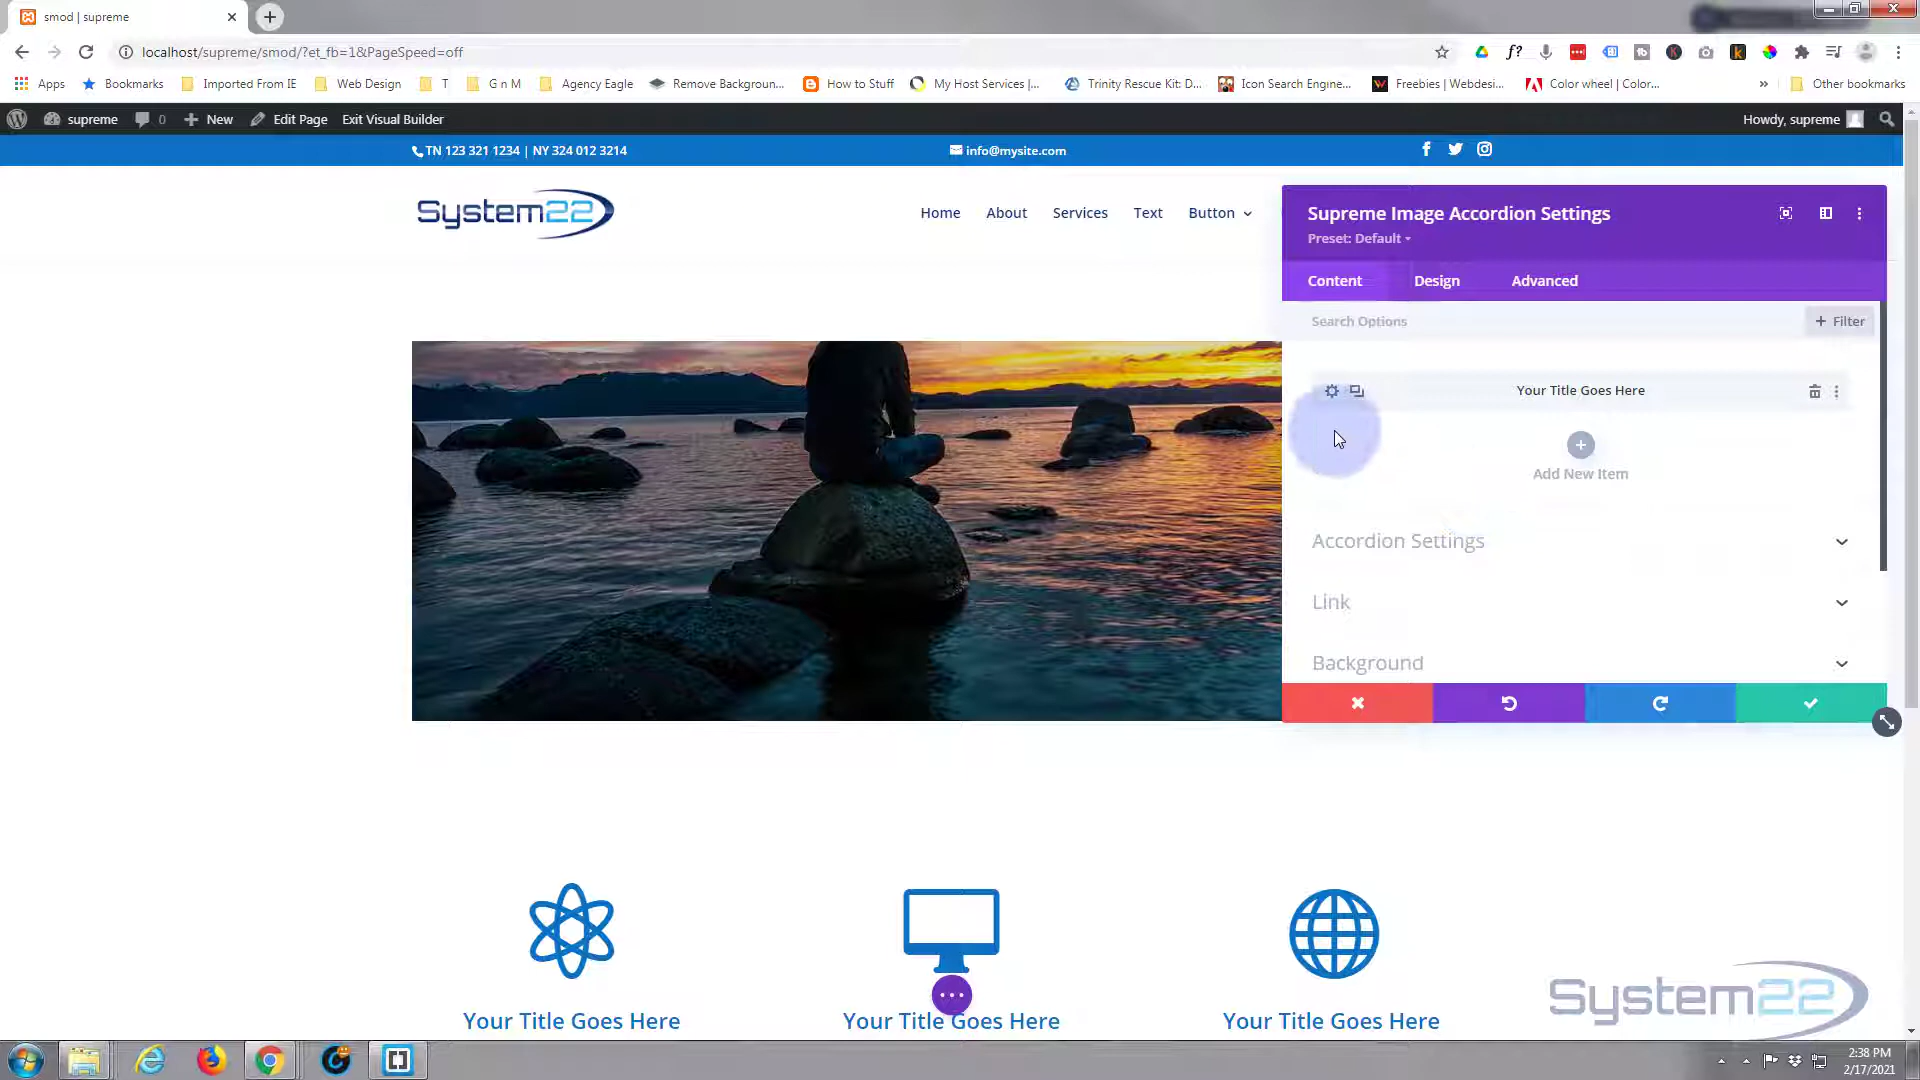 smod | supreme
localhost/supreme/smod/?et_fb=1&PageSpeed=off
Apps Bookmarks Imported From IE Web Design T G n M Agency Eagle Remove Backgroun... How to Stuff My Host Services |... Trinity Rescue Kit: D... Icon Search Engine... Freebies | Webdesi... Color wheel | Color... » Other bookmarks
supreme 0 New Edit Page Exit Visual Builder Howdy, supreme
TN 123 321 1234 | NY 324 012 3214 info@mysite.com
System22
Home About Services Text Button
Supreme Image Accordion Settings
Preset: Default
Content Design Advanced
Search Options
+ Filter
Your Title Goes Here
Add New Item
Accordion Settings
Link
Background
Your Title Goes Here Your Title Goes Here Your Title Goes Here
System22
2:38 PM
2/17/2021